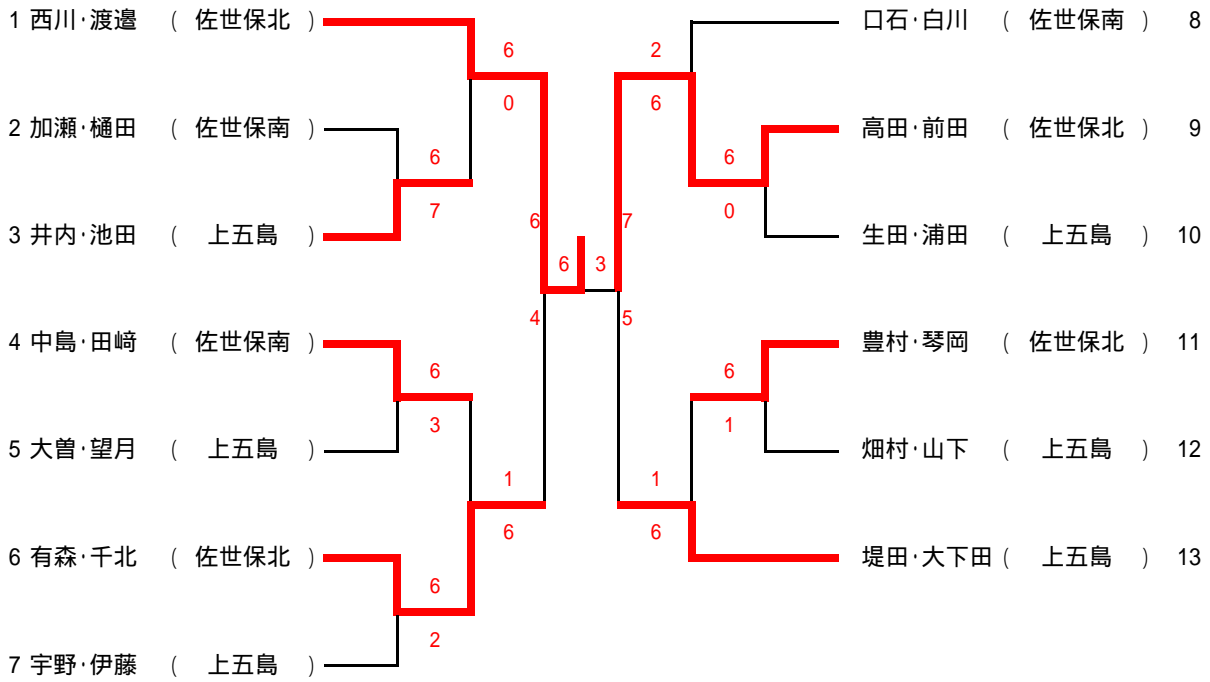 1 西川・渡邉 ( 佐世保北 )
6
0
2 加瀬・樋田 ( 佐世保南 )
6
7
3 井内・池田 ( 上五島 )
4 中島・田﨑 ( 佐世保南 )
6
3
5 大曽・望月 ( 上五島 )
1
6
6 有森・千北 ( 佐世保北 )
6
2
7 宇野・伊藤 ( 上五島 )
6
4
6 3
7
5
口石・白川 ( 佐世保南 ) 8
2
6
高田・前田 ( 佐世保北 ) 9
6
0
生田・浦田 ( 上五島 ) 10
豊村・琴岡 ( 佐世保北 ) 11
6
1
畑村・山下 ( 上五島 ) 12
1
6
堤田・大下田 ( 上五島 ) 13